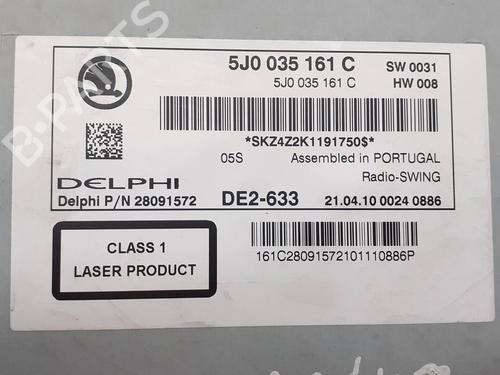 5J0 035 161 C SW 0031
5J0 035 161 C HW 008
*SKZ4Z2K1191750$*
05S Assembled in PORTUGAL
Radio-SWING
DELPHI
Delphi P/N 28091572 DE2-633 21.04.10 0024 0886
CLASS 1
LASER PRODUCT
161C28091572101110886P
B-PARTS